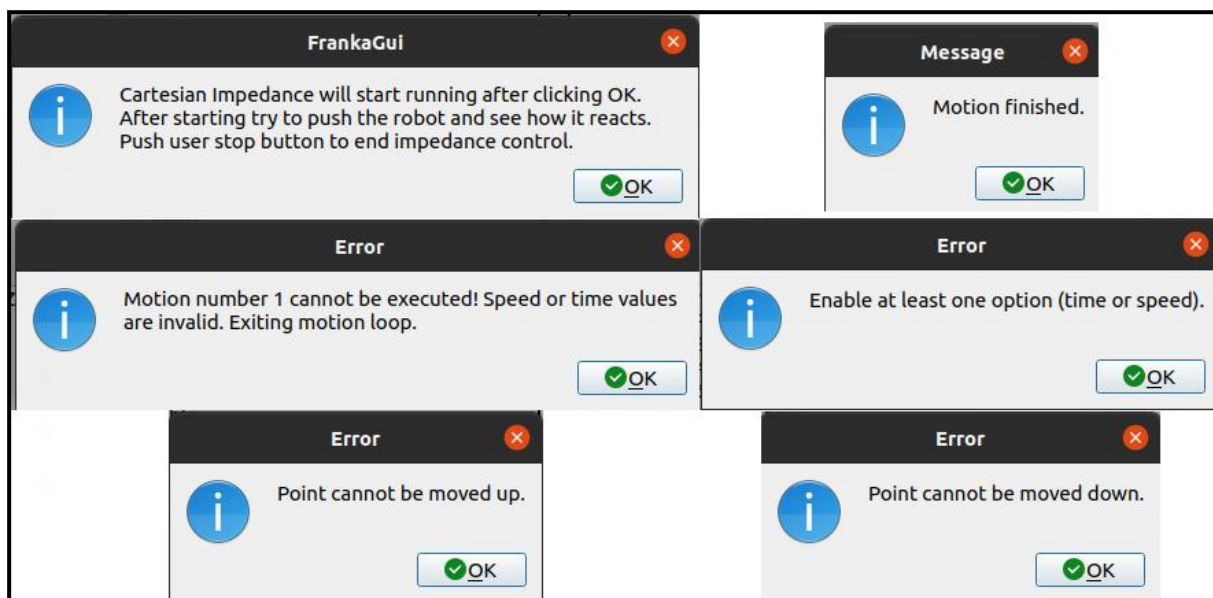 FrankaGui
Cartesian Impedance will start running after clicking OK.
After starting try to push the robot and see how it reacts.
Push user stop button to end impedance control.
OK
Message
Motion finished.
OK
Error
Motion number 1 cannot be executed! Speed or time values
are invalid. Exiting motion loop.
OK
Error
Enable at least one option (time or speed).
OK
Error
Point cannot be moved up.
OK
Error
Point cannot be moved down.
OK